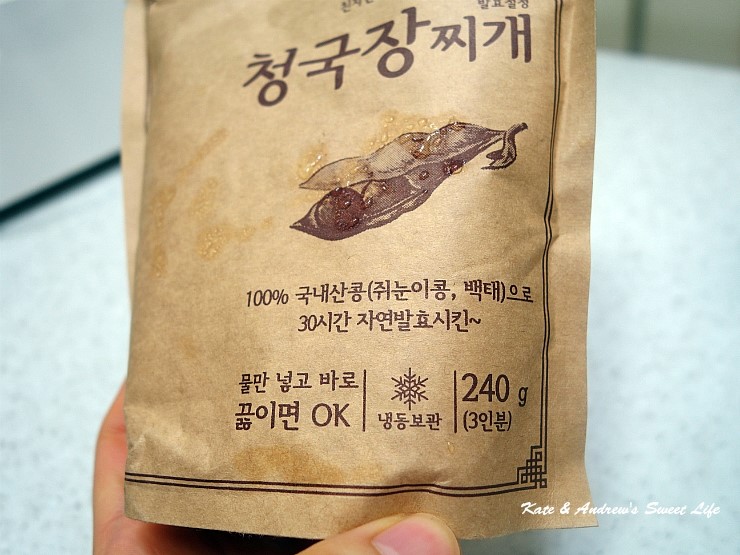 청국장찌개
100% 국내산콩(쥐눈이콩, 백태)으로
30시간 자연발효시킨~
물만 넣고 바로
끓이면 OK
냉동보관
240 g
(3인분)
Kate & Andrew's Sweet Life